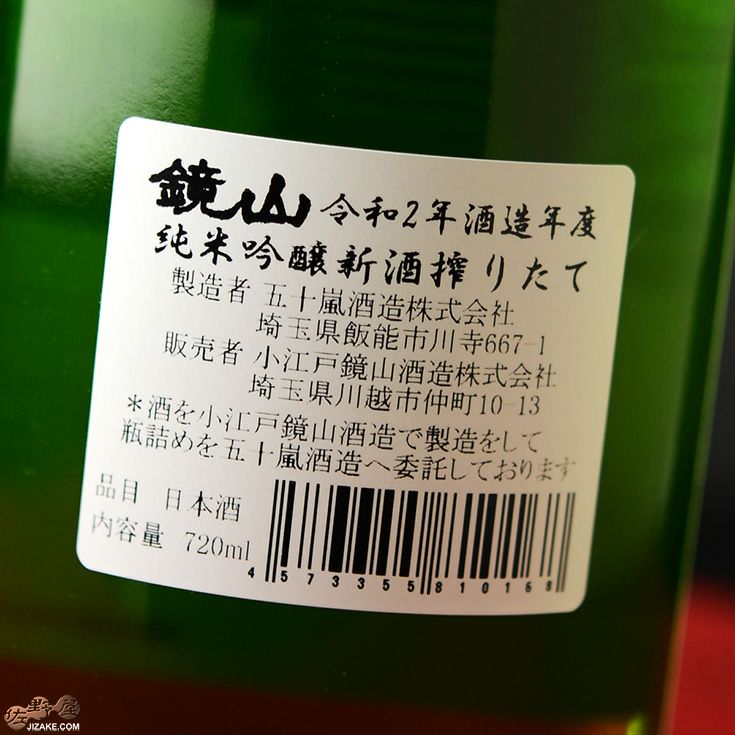 鏡山 令和2年酒造年度
純米吟醸新酒搾りたて
製造者 五十嵐酒造株式会社
埼玉県飯能市川寺667-1
販売者 小江戸鏡山酒造株式会社
埼玉県川越市仲町10-13
*酒を小江戸鏡山酒造で製造をして
瓶詰めを五十嵐酒造へ委託しております
品目 日本酒
内容量 720ml
4573355810168
佐野屋
JIZAKE.COM